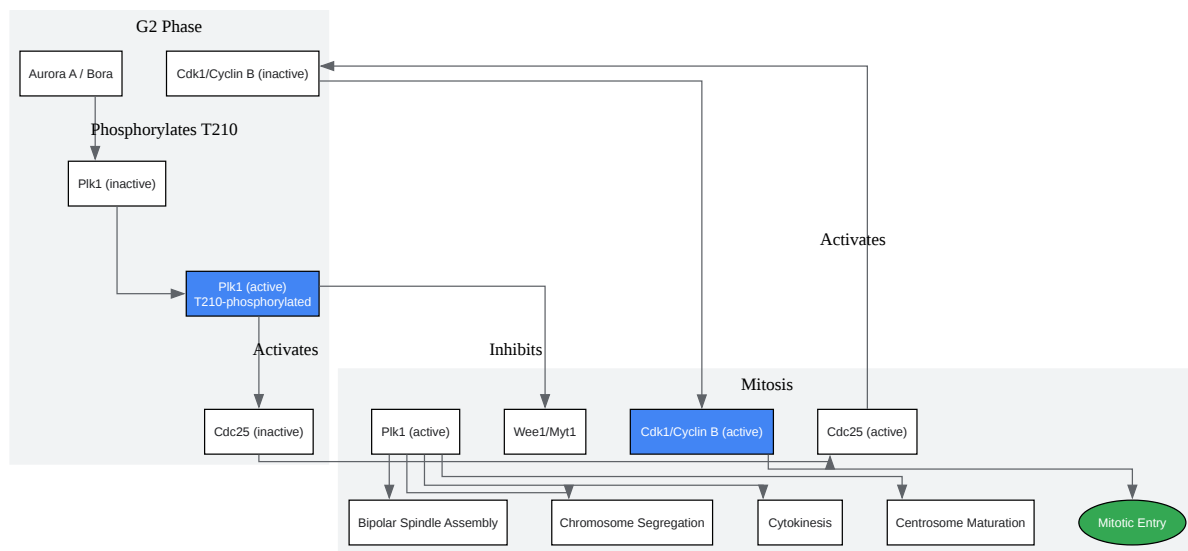 G2 Phase
Aurora A / Bora
Cdk1/Cyclin B (inactive)
Phosphorylates T210
Plk1 (inactive)
Activates
Plk1 (active)
T210-phosphorylated
Activates
Inhibits
Mitosis
Cdc25 (inactive)
Plk1 (active)
Wee1/Myt1
Cdk1/Cyclin B (active)
Cdc25 (active)
Bipolar Spindle Assembly
Chromosome Segregation
Cytokinesis
Centrosome Maturation
Mitotic Entry